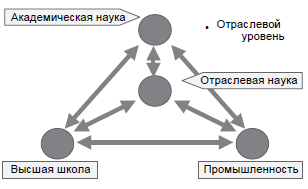 Академическая наука
• Отраслевой
уровень
Отраслевая наука
Высшая школа
Промышленность